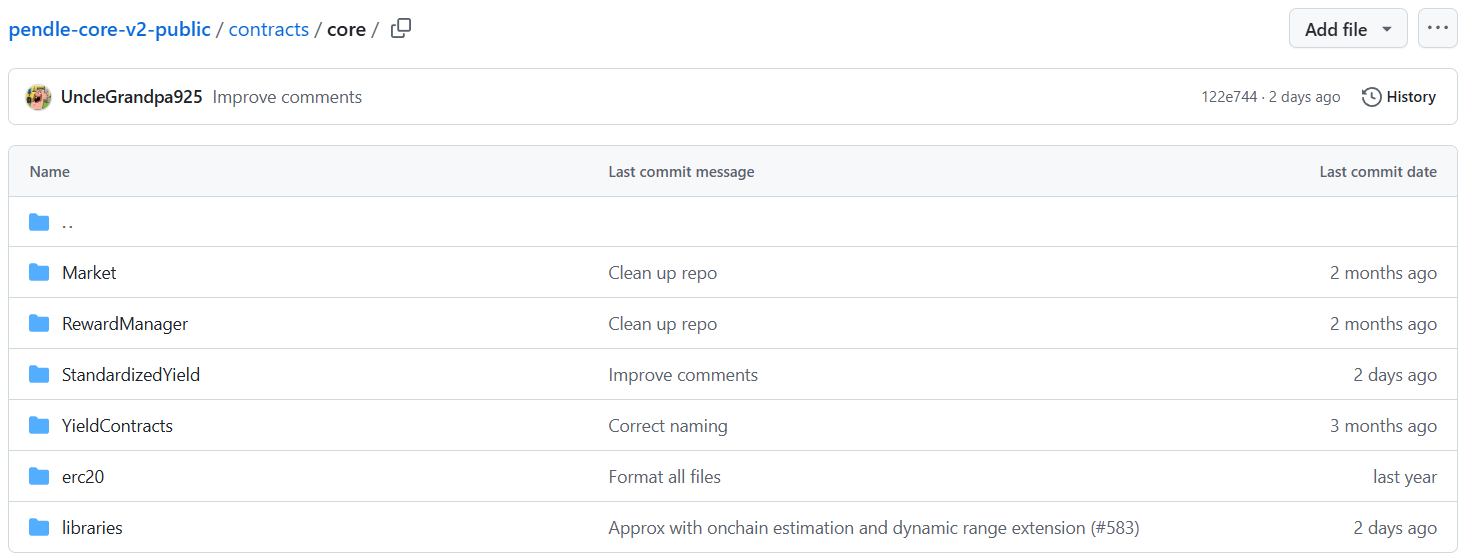 pendle-core-v2-public / contracts / core /
Add file
UncleGrandpa925 Improve comments
122e744 · 2 days ago History
Name Last commit message Last commit date
..
Market Clean up repo 2 months ago
RewardManager Clean up repo 2 months ago
StandardizedYield Improve comments 2 days ago
YieldContracts Correct naming 3 months ago
erc20 Format all files last year
libraries Approx with onchain estimation and dynamic range extension (#583) 2 days ago